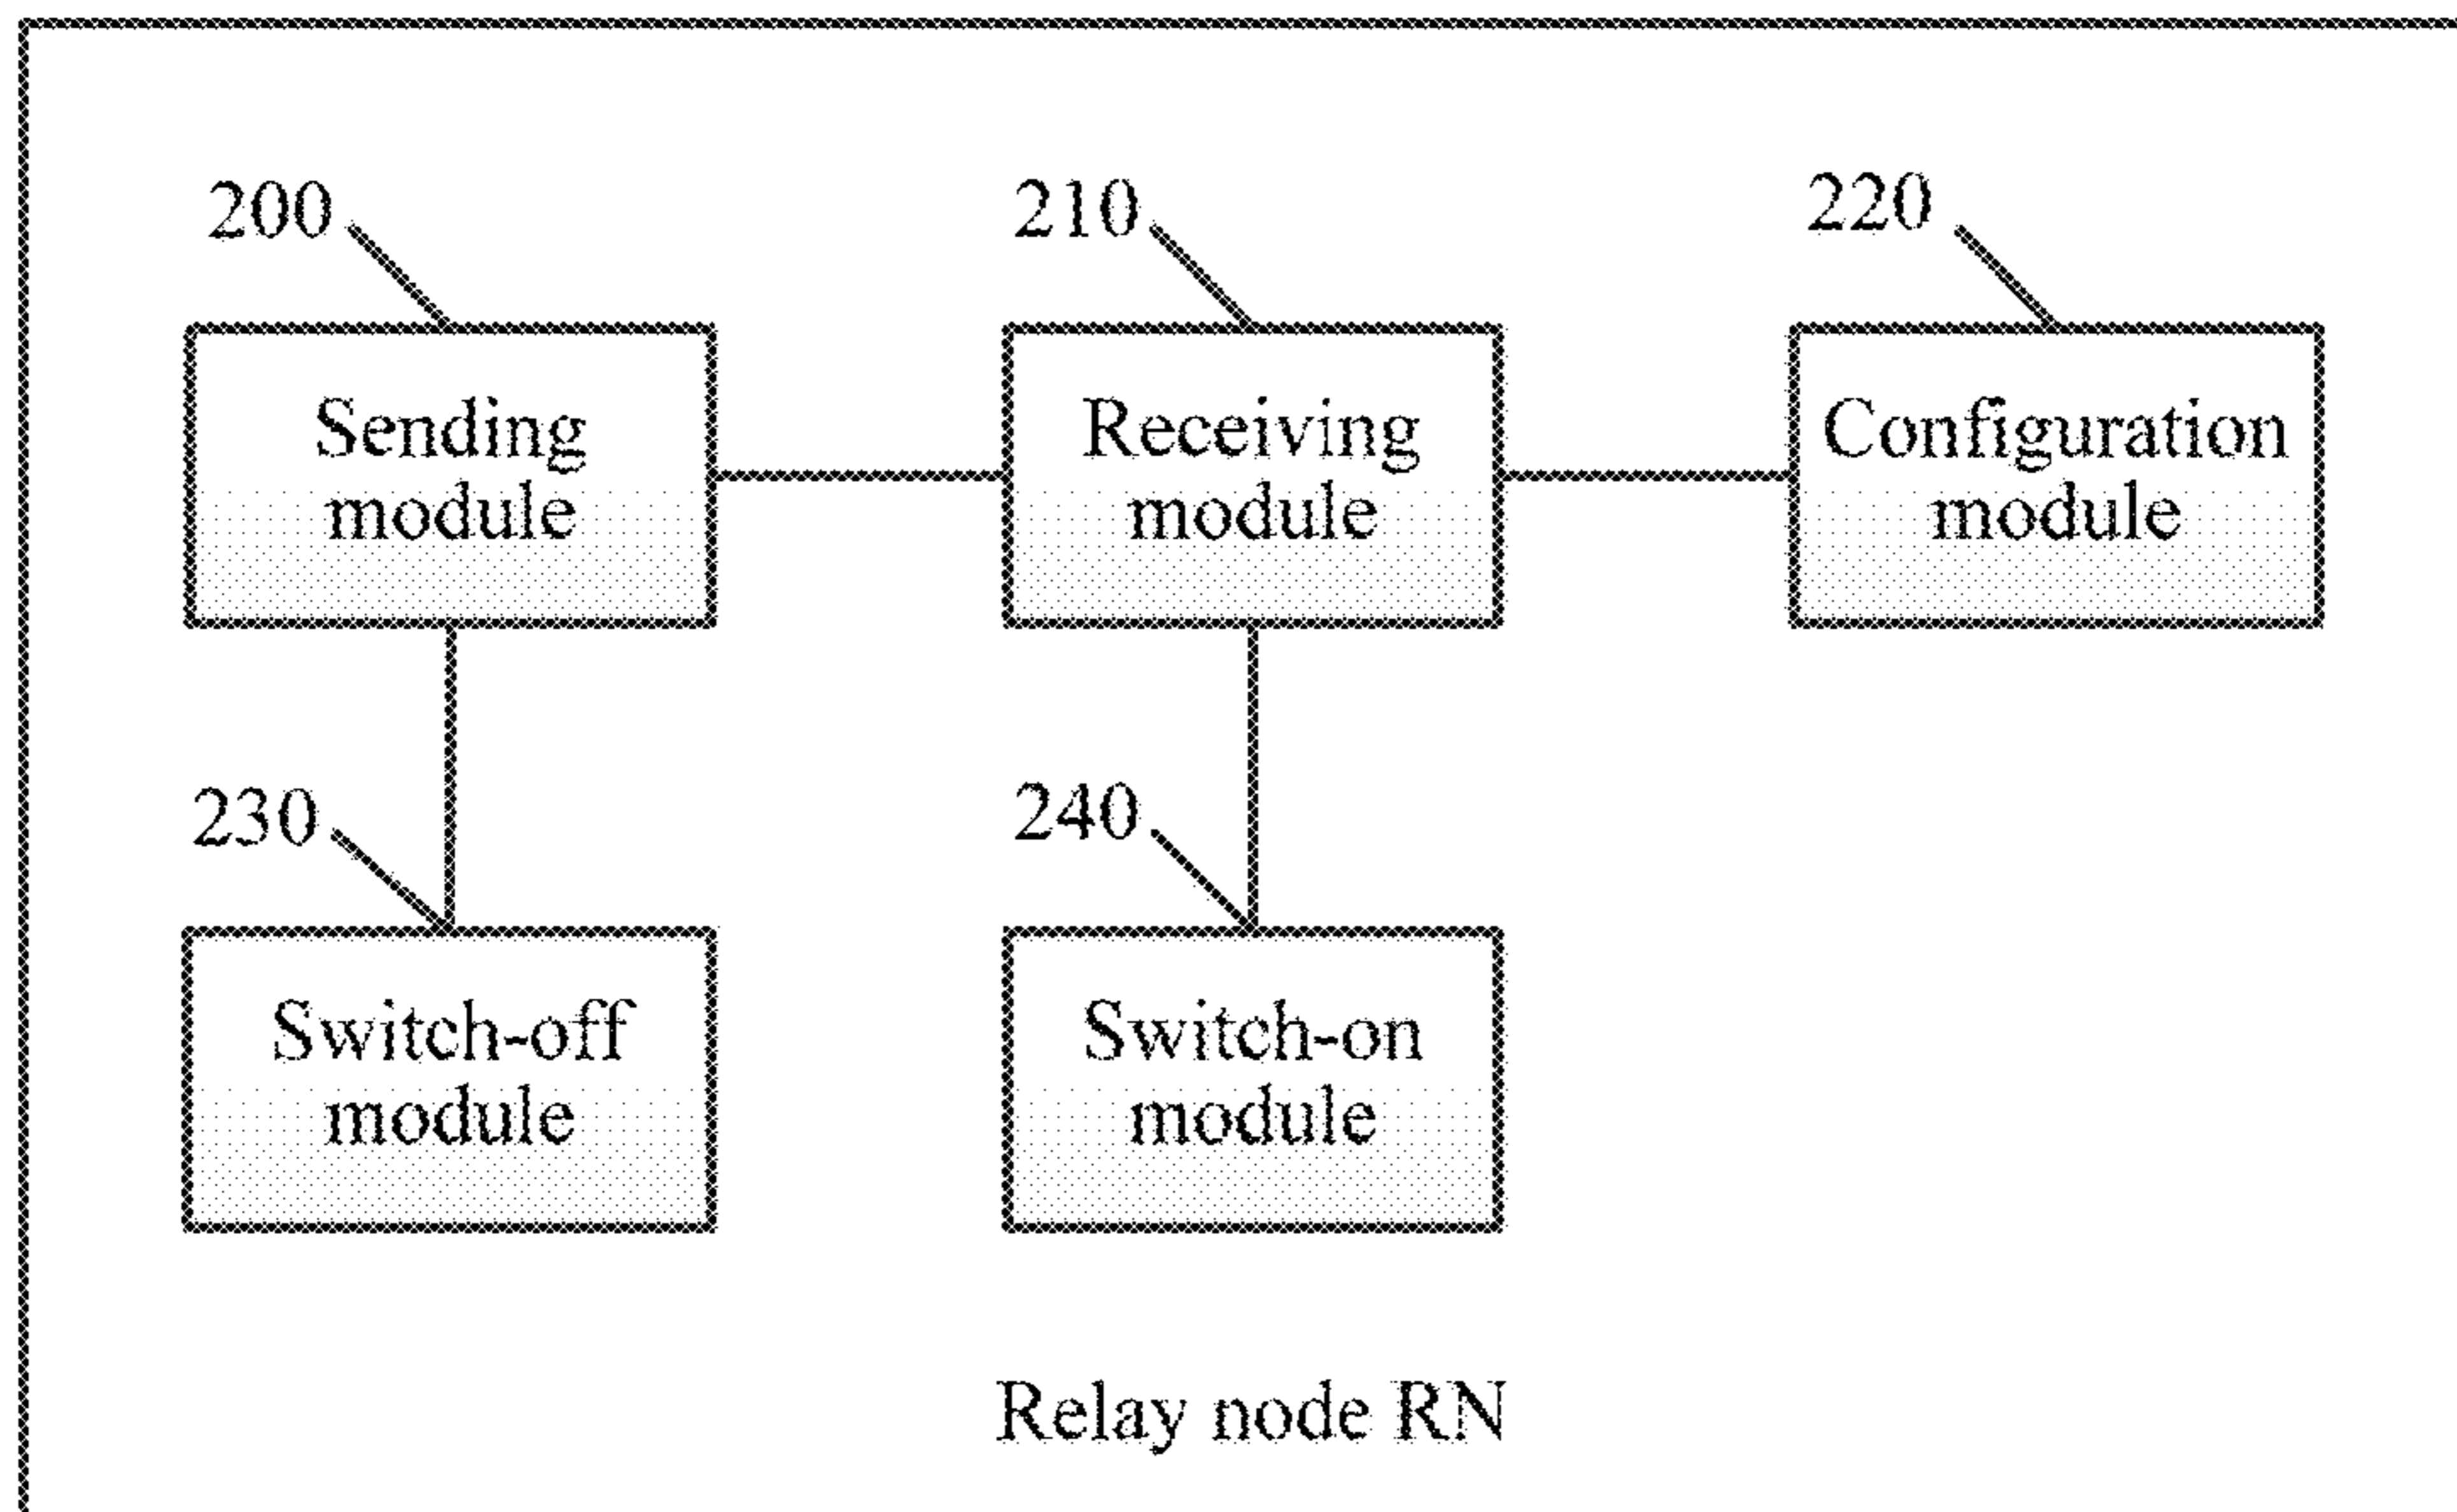 200
210
220
Sending
module
Receiving
module
Configuration
module
230
240
Switch-off
module
Switch-on
module
Relay node RN